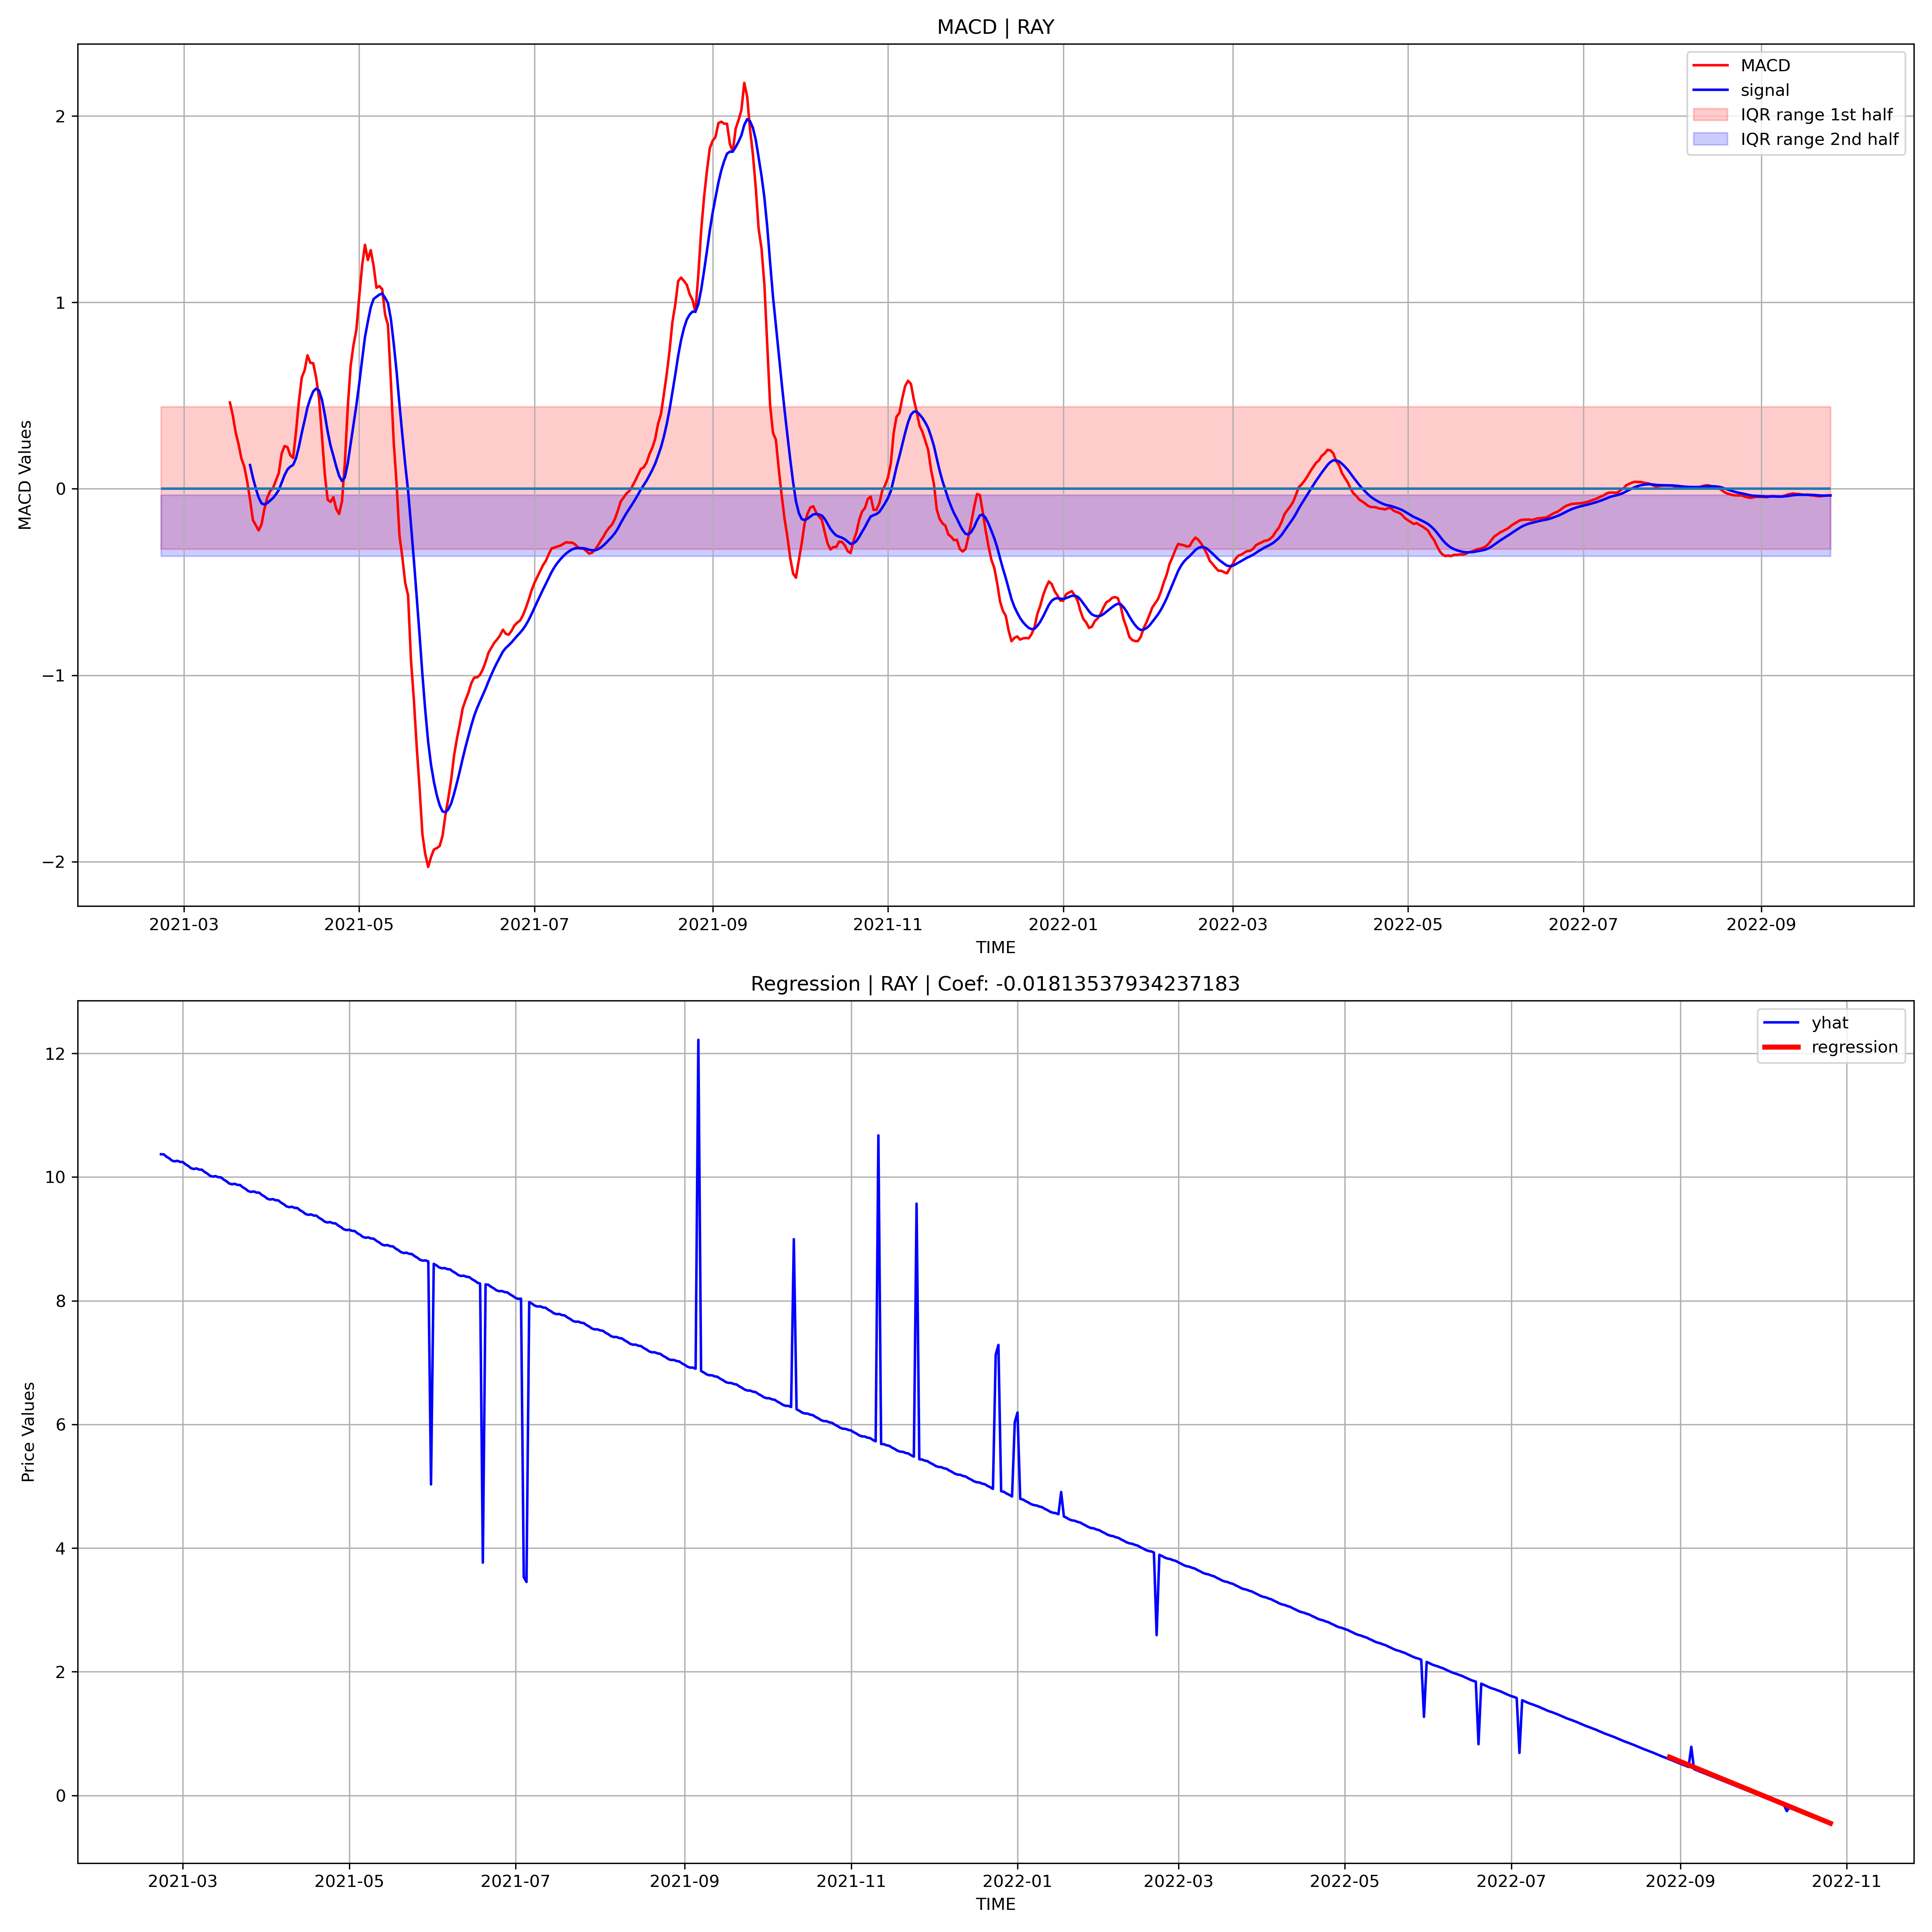 MACD | RAY
MACD
signal
IQR range 1st half
IQR range 2nd half
MACD Values
2
1
0
−1
−2
2021-03 2021-05 2021-07 2021-09 2021-11 2022-01 2022-03 2022-05 2022-07 2022-09
TIME
Regression | RAY | Coef: -0.01813537934237183
yhat
regression
Price Values
12
10
8
6
4
2
0
2021-03 2021-05 2021-07 2021-09 2021-11 2022-01 2022-03 2022-05 2022-07 2022-09 2022-11
TIME